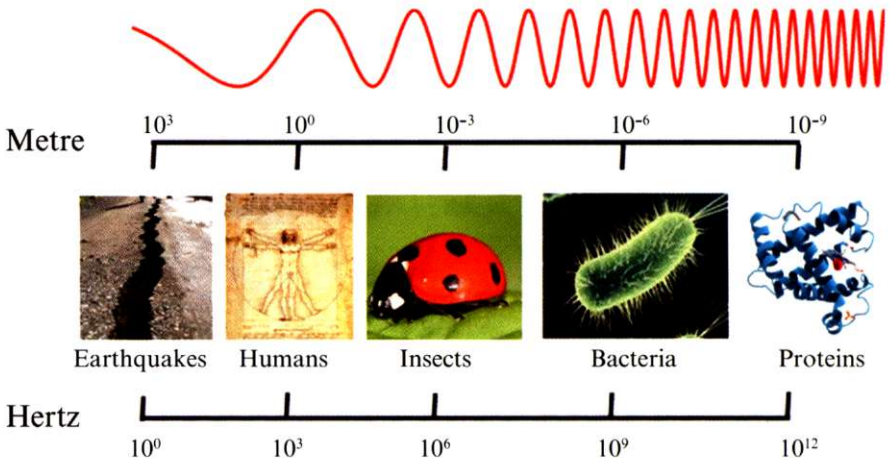 10³ 10⁰ 10⁻³ 10⁻⁶ 10⁻⁹
Metre
Earthquakes Humans Insects Bacteria Proteins
Hertz
10⁰ 10³ 10⁶ 10⁹ 10¹²